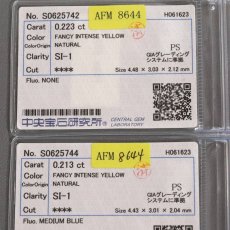 No. S0625742 AFM 8644 H061623
Carat 0.223 ct
Color FANCY INTENSE YELLOW
ColorOrigin NATURAL PS
Clarity SI-1 GIAグレーディングシステムに準拠
Cut **** Size 4.48 × 3.03 × 2.12 mm
Fluo. NONE
中央宝石研究所 CENTRAL GEM LABORATORY
No. S0625744 AFM 8644 H061623
Carat 0.213 ct
Color FANCY INTENSE YELLOW
ColorOrigin NATURAL PS
Clarity SI-1 GIAグレーディングシステムに準拠
Cut **** Size 4.43 × 3.01 × 2.04 mm
Fluo. MEDIUM BLUE